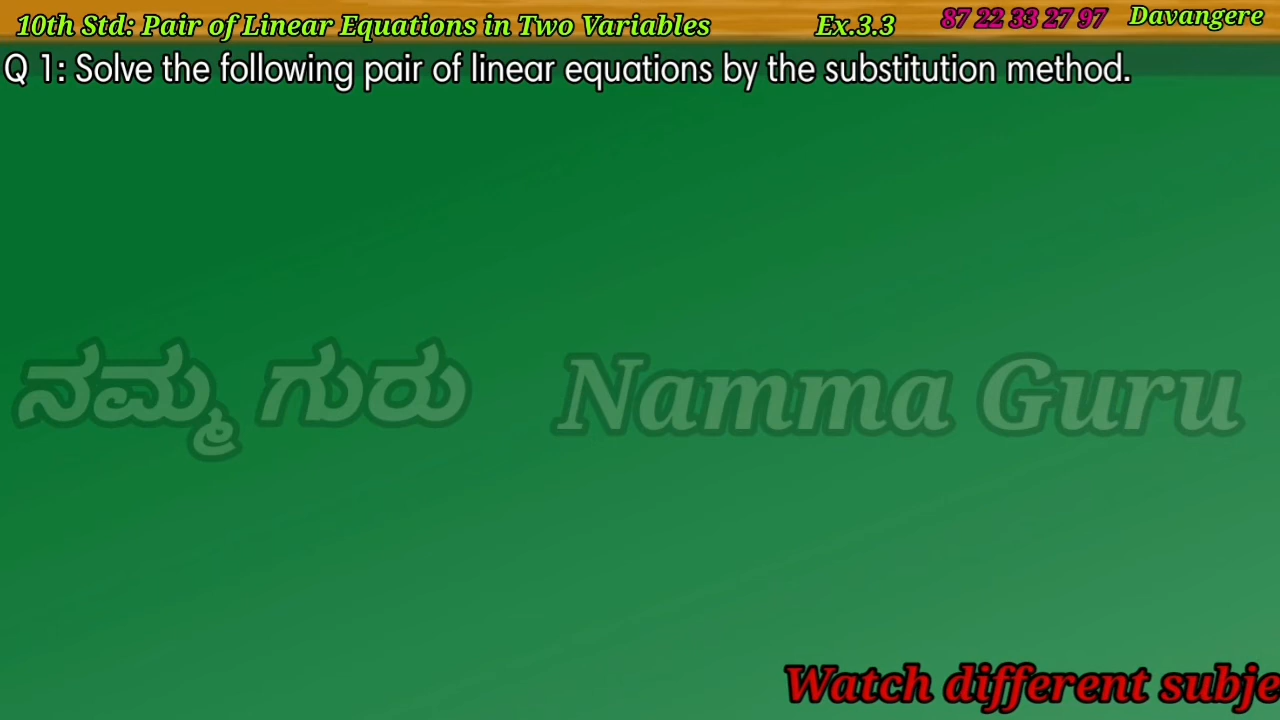 10th Std: Pair of Linear Equations in Two Variables Ex.3.3 87 22 33 27 97 Davangere
Q 1: Solve the following pair of linear equations by the substitution method.
ನಮ್ಮ ಗುರು Namma Guru
Watch different subje